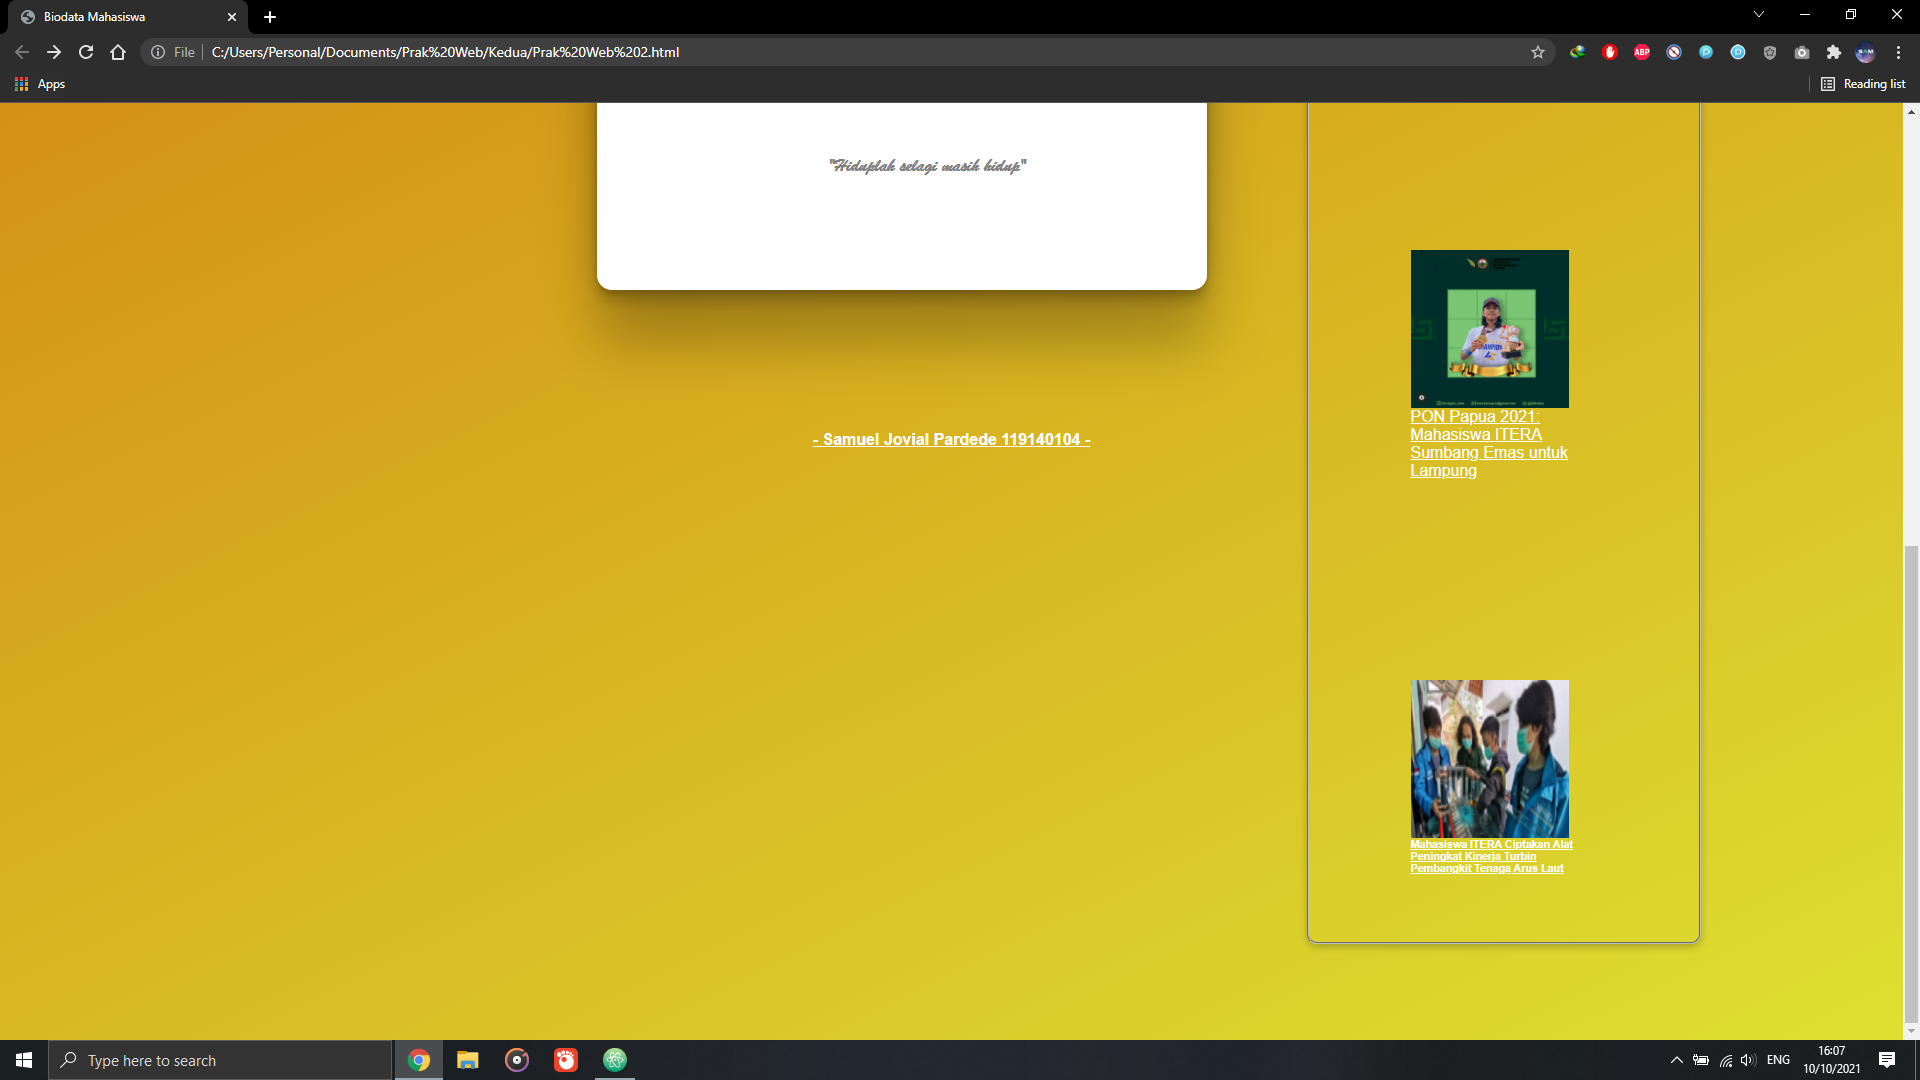 Biodata Mahasiswa
File
C:/Users/Personal/Documents/Prak%20Web/Kedua/Prak%20Web%202.html
ABP
SAM
Apps
Reading list
"Hiduplah selagi masih hidup"
- Samuel Jovial Pardede 119140104 -
PON Papua 2021:
Mahasiswa ITERA
Sumbang Emas untuk
Lampung
Mahasiswa ITERA Ciptakan Alat
Peningkat Kinerja Turbin
Pembangkit Tenaga Arus Laut
Type here to search
ENG
16:07
10/10/2021